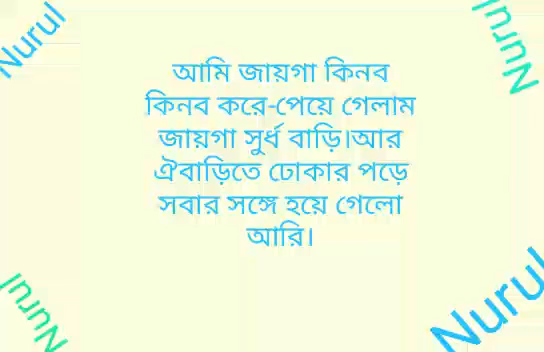 Nurul
Nurul
আমি জায়গা কিনব
কিনব করে-পেয়ে গেলাম
জায়গা সুর্ধ বাড়ি।আর
ঐবাড়িতে ঢোকার পড়ে
সবার সঙ্গে হয়ে গেলো
আরি।
Nurul
Nurul